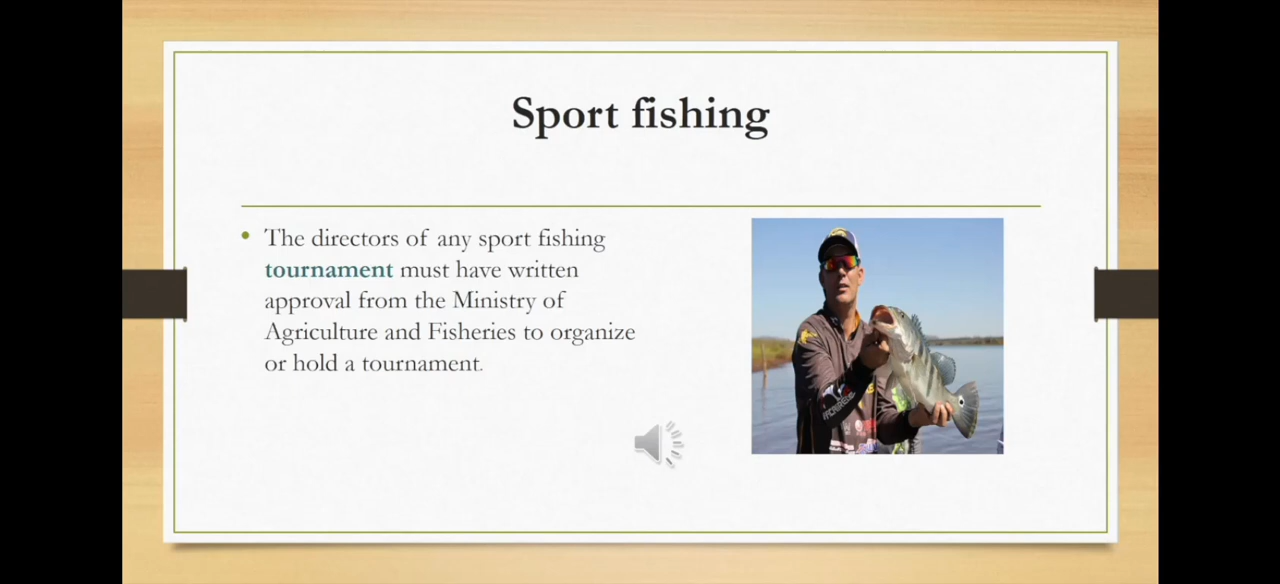 Sport fishing
• The directors of any sport fishing
tournament must have written
approval from the Ministry of
Agriculture and Fisheries to organize
or hold a tournament.